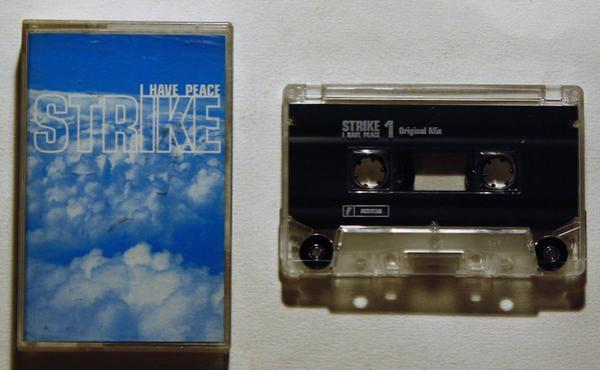 I HAVE PEACE
STRIKE
STRIKE 1 Original Mix
I HAVE PEACE